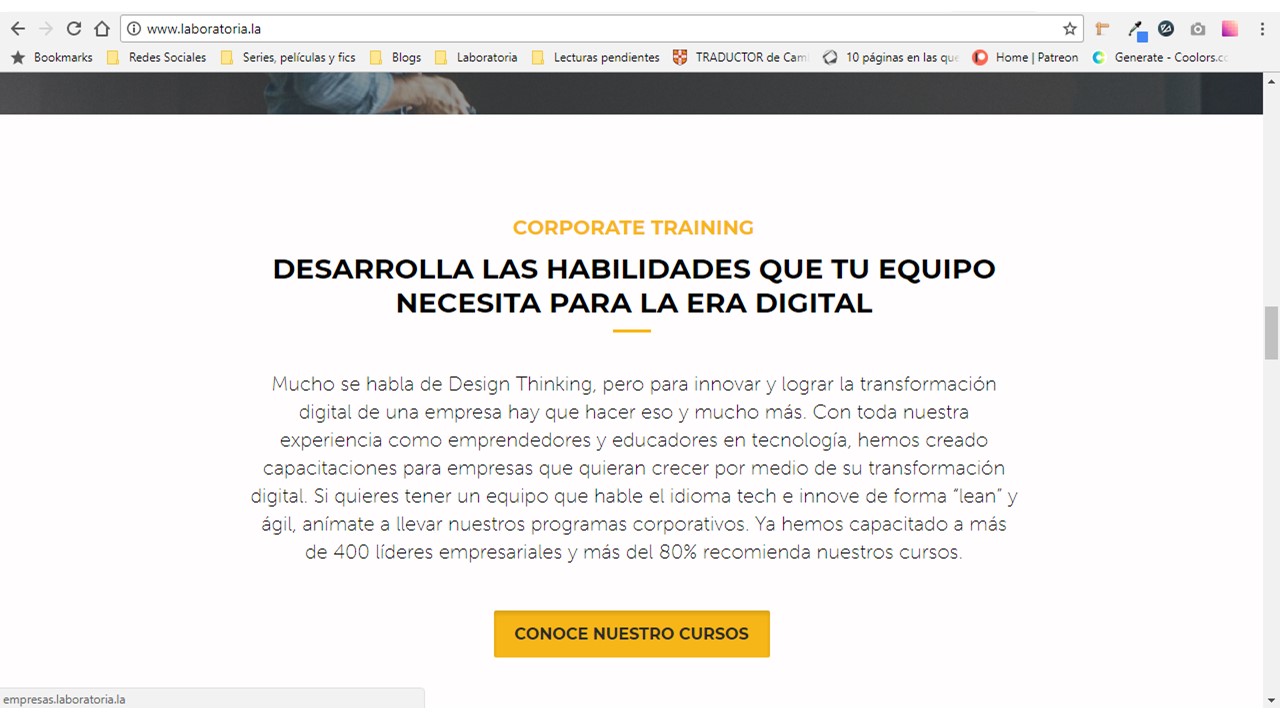 www.laboratoria.la
Bookmarks Redes Sociales Series, películas y fics Blogs Laboratoria Lecturas pendientes TRADUCTOR de Cam 10 páginas en las que Home | Patreon Generate - Coolors.co
CORPORATE TRAINING
DESARROLLA LAS HABILIDADES QUE TU EQUIPO
NECESITA PARA LA ERA DIGITAL
Mucho se habla de Design Thinking, pero para innovar y lograr la transformación
digital de una empresa hay que hacer eso y mucho más. Con toda nuestra
experiencia como emprendedores y educadores en tecnología, hemos creado
capacitaciones para empresas que quieran crecer por medio de su transformación
digital. Si quieres tener un equipo que hable el idioma tech e innove de forma “lean” y
ágil, anímate a llevar nuestros programas corporativos. Ya hemos capacitado a más
de 400 líderes empresariales y más del 80% recomienda nuestros cursos.
CONOCE NUESTRO CURSOS
empresas.laboratoria.la